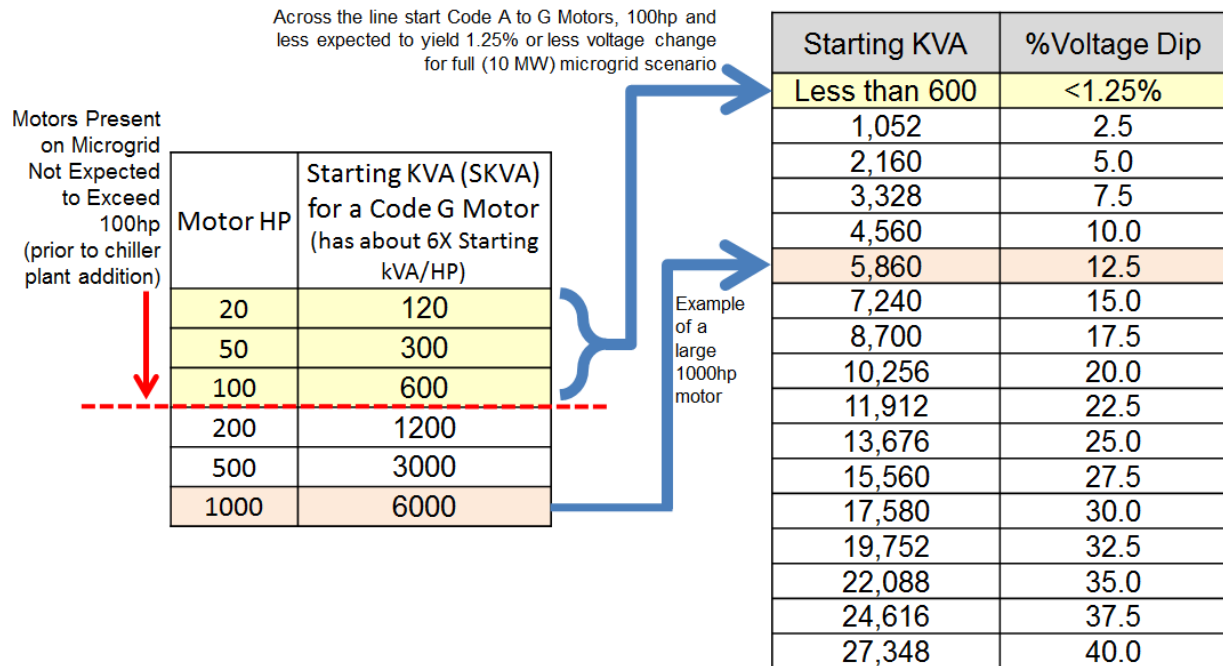 Across the line start Code A to G Motors, 100hp and
less expected to yield 1.25% or less voltage change
for full (10 MW) microgrid scenario
Motors Present
on Microgrid
Not Expected
to Exceed
100hp
(prior to chiller
plant addition)
Motor HP
Starting KVA (SKVA)
for a Code G Motor
(has about 6X Starting
kVA/HP)
20 120
50 300
100 600
200 1200
500 3000
1000 6000
Example
of a
large
1000hp
motor
Starting KVA %Voltage Dip
Less than 600 <1.25%
1,052 2.5
2,160 5.0
3,328 7.5
4,560 10.0
5,860 12.5
7,240 15.0
8,700 17.5
10,256 20.0
11,912 22.5
13,676 25.0
15,560 27.5
17,580 30.0
19,752 32.5
22,088 35.0
24,616 37.5
27,348 40.0